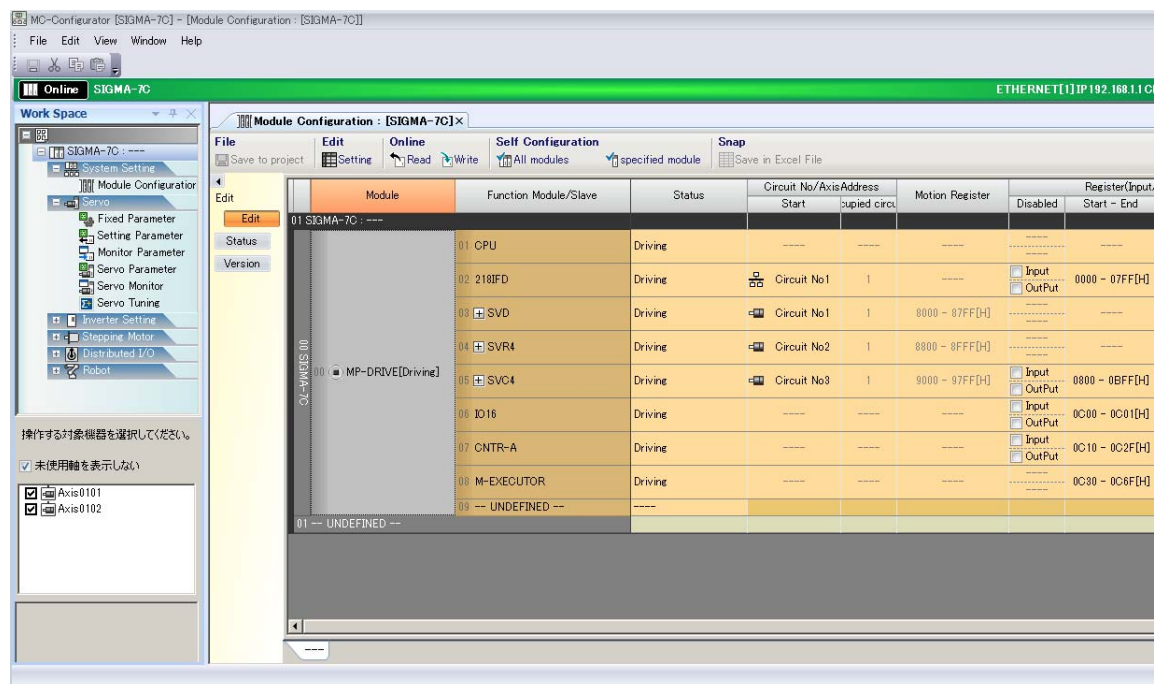 MC-Configurator [SIGMA-7C] - [Module Configuration : [SIGMA-7C]]
File Edit View Window Help
Online SIGMA-7C ETHERNET[1] IP192.168.1.1 C
Work Space
SIGMA-7C : ---
System Setting
Module Configuration
Servo
Fixed Parameter
Setting Parameter
Monitor Parameter
Servo Parameter
Servo Monitor
Servo Tuning
Inverter Setting
Stepping Motor
Distributed I/O
Robot
操作する対象機器を選択してください。
未使用軸を表示しない
Axis0101
Axis0102
Module Configuration : [SIGMA-7C]
File Edit Online Self Configuration Snap
Save to project Setting Read Write All modules specified module Save in Excel File
Edit
Edit
Status
Version
Module Function Module/Slave Status Circuit No/AxisAddress Motion Register Register(Input/
Start cupied circu Disabled Start - End
01 SIGMA-7C : ---
00 SIGMA-7C
00 MP-DRIVE[Driving]
01 CPU Driving ---- ---- ---- ---- ---- ----
02 218IFD Driving Circuit No1 1 ---- Input OutPut 0000 - 07FF[H]
03 SVD Driving Circuit No1 1 8000 - 87FF[H] ---- ---- ----
04 SVR4 Driving Circuit No2 1 8800 - 8FFF[H] ---- ---- ----
05 SVC4 Driving Circuit No3 1 9000 - 97FF[H] Input OutPut 0800 - 0BFF[H]
06 IO16 Driving ---- ---- ---- Input OutPut 0C00 - 0C01[H]
07 CNTR-A Driving ---- ---- ---- Input OutPut 0C10 - 0C2F[H]
08 M-EXECUTOR Driving ---- ---- ---- ---- ---- 0C30 - 0C6F[H]
09 -- UNDEFINED -- ----
01 -- UNDEFINED --
---